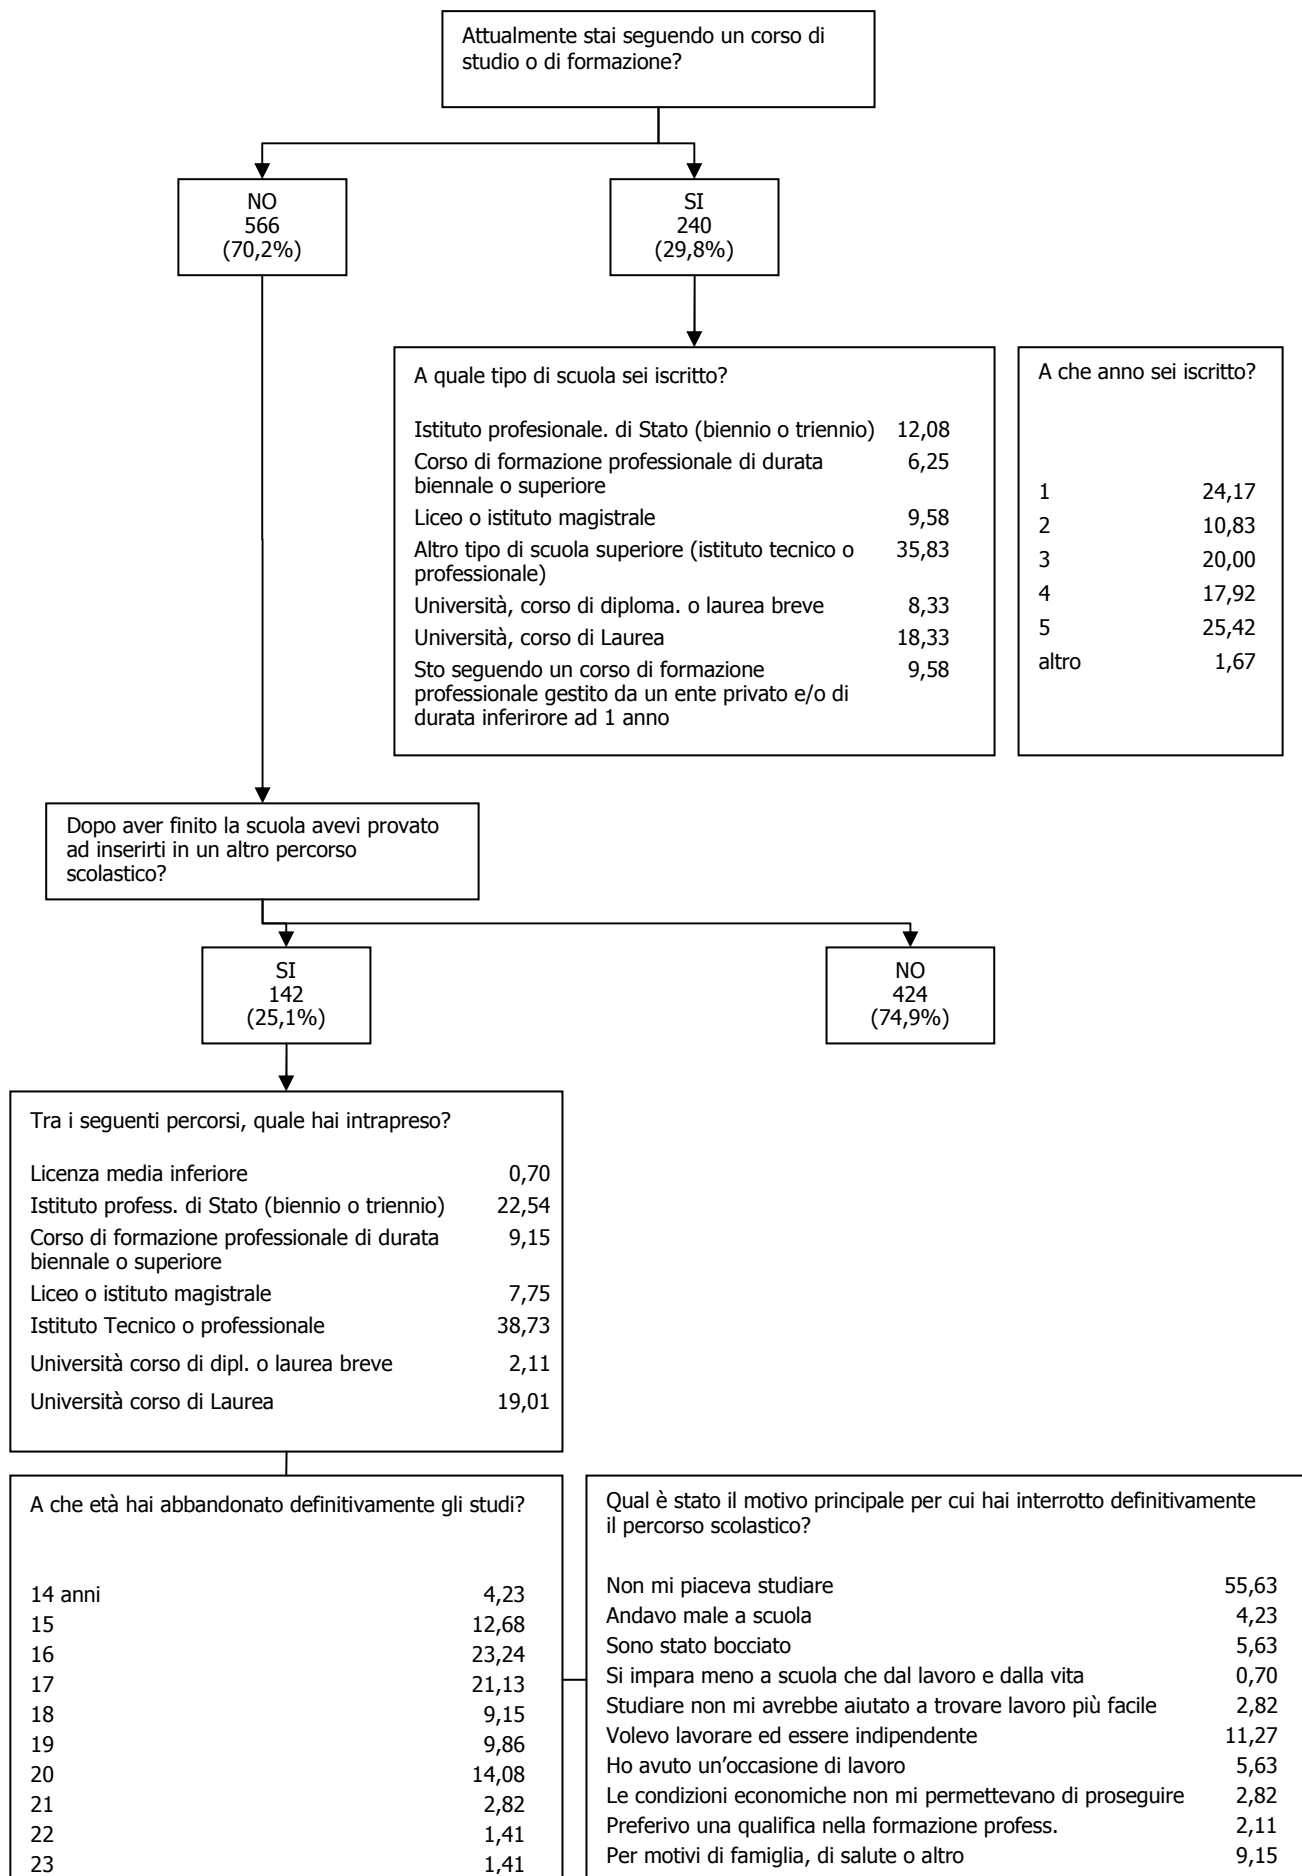 Attualmente stai seguendo un corso di
studio o di formazione?
NO
566
(70,2%)
SI
240
(29,8%)
A quale tipo di scuola sei iscritto?
Istituto profesionale. di Stato (biennio o triennio) 12,08
Corso di formazione professionale di durata 6,25
biennale o superiore
Liceo o istituto magistrale 9,58
Altro tipo di scuola superiore (istituto tecnico o 35,83
professionale)
Università, corso di diploma. o laurea breve 8,33
Università, corso di Laurea 18,33
Sto seguendo un corso di formazione 9,58
professionale gestito da un ente privato e/o di
durata inferirore ad 1 anno
A che anno sei iscritto?
1 24,17
2 10,83
3 20,00
4 17,92
5 25,42
altro 1,67
Dopo aver finito la scuola avevi provato
ad inserirti in un altro percorso
scolastico?
SI
142
(25,1%)
NO
424
(74,9%)
Tra i seguenti percorsi, quale hai intrapreso?
Licenza media inferiore 0,70
Istituto profess. di Stato (biennio o triennio) 22,54
Corso di formazione professionale di durata 9,15
biennale o superiore
Liceo o istituto magistrale 7,75
Istituto Tecnico o professionale 38,73
Università corso di dipl. o laurea breve 2,11
Università corso di Laurea 19,01
A che età hai abbandonato definitivamente gli studi?
14 anni 4,23
15 12,68
16 23,24
17 21,13
18 9,15
19 9,86
20 14,08
21 2,82
22 1,41
23 1,41
Qual è stato il motivo principale per cui hai interrotto definitivamente
il percorso scolastico?
Non mi piaceva studiare 55,63
Andavo male a scuola 4,23
Sono stato bocciato 5,63
Si impara meno a scuola che dal lavoro e dalla vita 0,70
Studiare non mi avrebbe aiutato a trovare lavoro più facile 2,82
Volevo lavorare ed essere indipendente 11,27
Ho avuto un'occasione di lavoro 5,63
Le condizioni economiche non mi permettevano di proseguire 2,82
Preferivo una qualifica nella formazione profess. 2,11
Per motivi di famiglia, di salute o altro 9,15